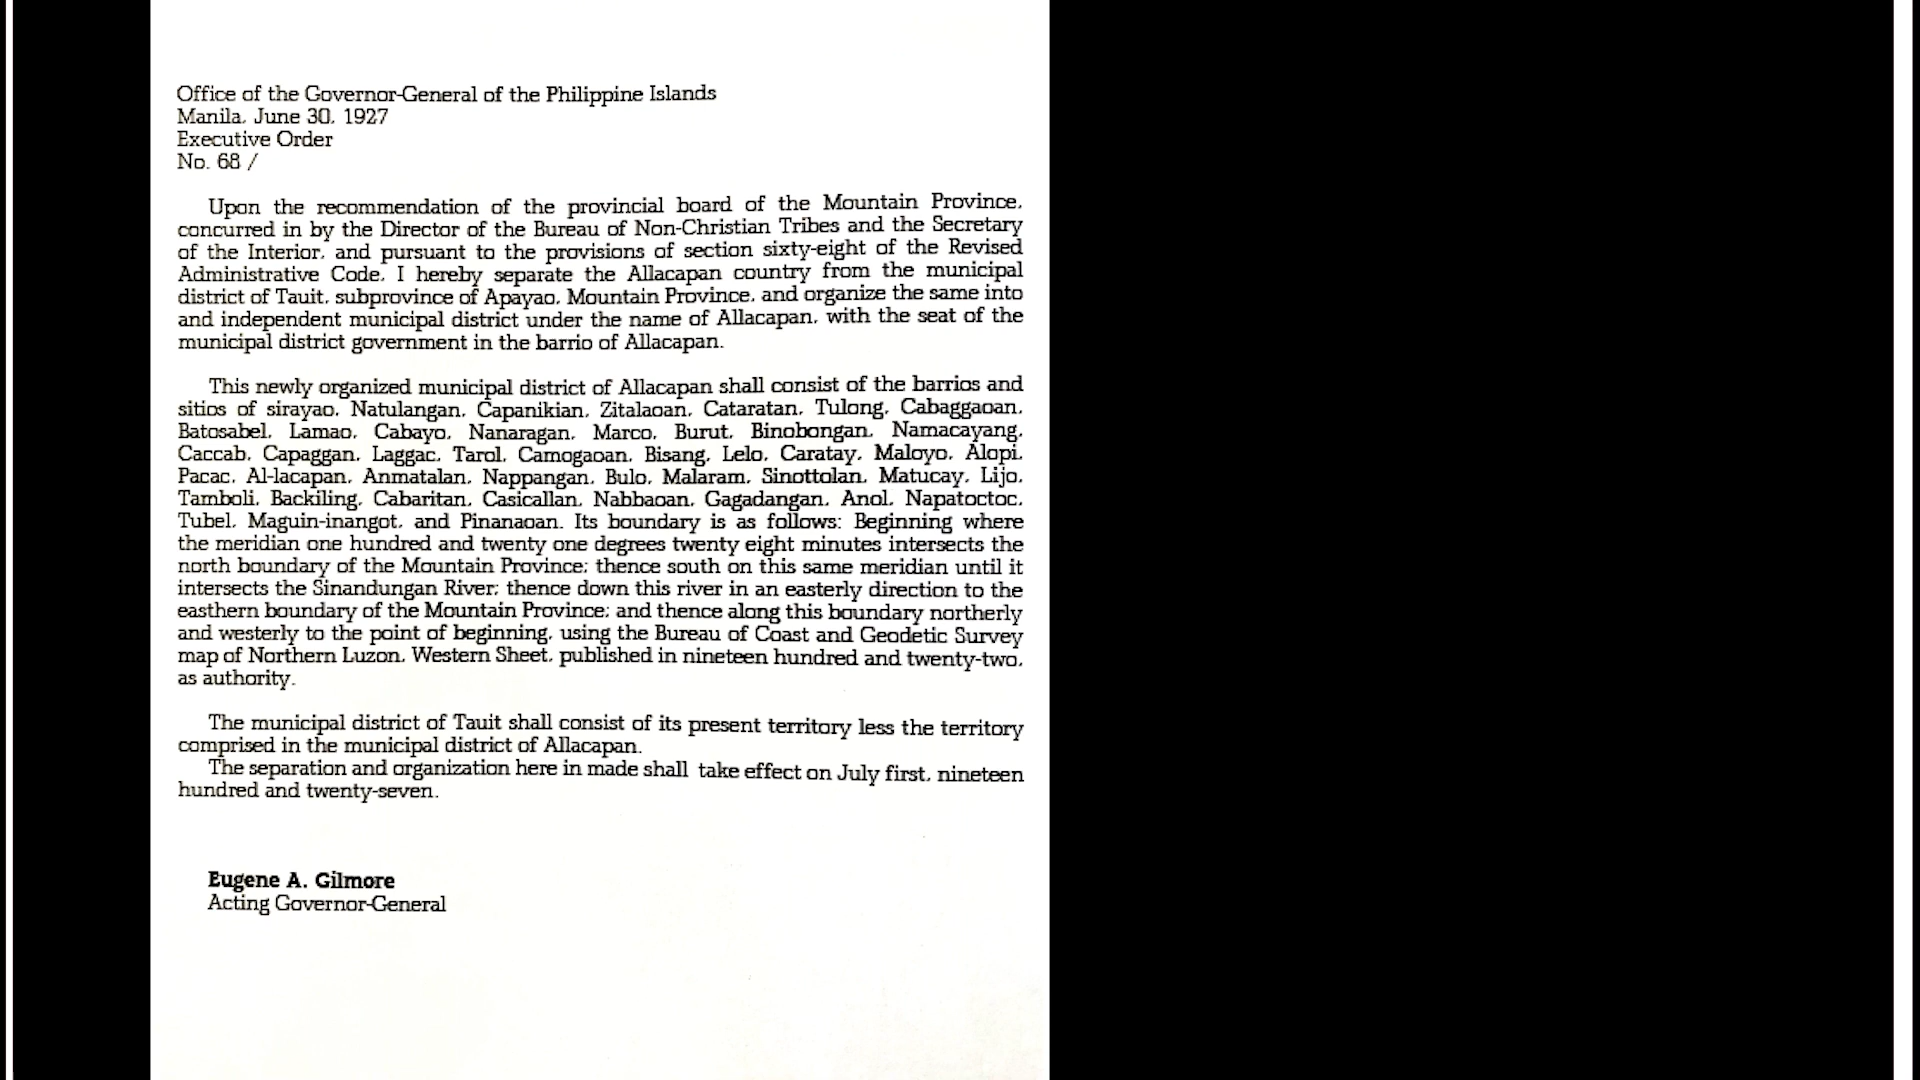 Office of the Governor-General of the Philippine Islands
Manila, June 30, 1927
Executive Order
No. 68 /
Upon the recommendation of the provincial board of the Mountain Province,
concurred in by the Director of the Bureau of Non-Christian Tribes and the Secretary
of the Interior, and pursuant to the provisions of section sixty-eight of the Revised
Administrative Code, I hereby separate the Allacapan country from the municipal
district of Tauit, subprovince of Apayao, Mountain Province, and organize the same into
and independent municipal district under the name of Allacapan, with the seat of the
municipal district government in the barrio of Allacapan.
This newly organized municipal district of Allacapan shall consist of the barrios and
sitios of sirayao, Natulangan, Capanikian, Zitalaoan, Cataratan, Tulong, Cabaggaoan,
Batosabel, Lamao, Cabayo, Nanaragan, Marco, Burut, Binobongan, Namacayang,
Caccab, Capaggan, Laggac, Tarol, Camogaoan, Bisang, Lelo, Caratay, Maloyo, Alopi,
Pacac, Al-lacapan, Anmatalan, Nappangan, Bulo, Malaram, Sinottolan, Matucay, Lijo,
Tamboli, Backiling, Cabaritan, Casicallan, Nabbaoan, Gagadangan, Anol, Napatoctoc,
Tubel, Maguin-inangot, and Pinanaoan. Its boundary is as follows: Beginning where
the meridian one hundred and twenty one degrees twenty eight minutes intersects the
north boundary of the Mountain Province; thence south on this same meridian until it
intersects the Sinandungan River; thence down this river in an easterly direction to the
easthern boundary of the Mountain Province; and thence along this boundary northerly
and westerly to the point of beginning, using the Bureau of Coast and Geodetic Survey
map of Northern Luzon, Western Sheet, published in nineteen hundred and twenty-two,
as authority.
The municipal district of Tauit shall consist of its present territory less the territory
comprised in the municipal district of Allacapan.
The separation and organization here in made shall take effect on July first, nineteen
hundred and twenty-seven.
Eugene A. Gilmore
Acting Governor-General